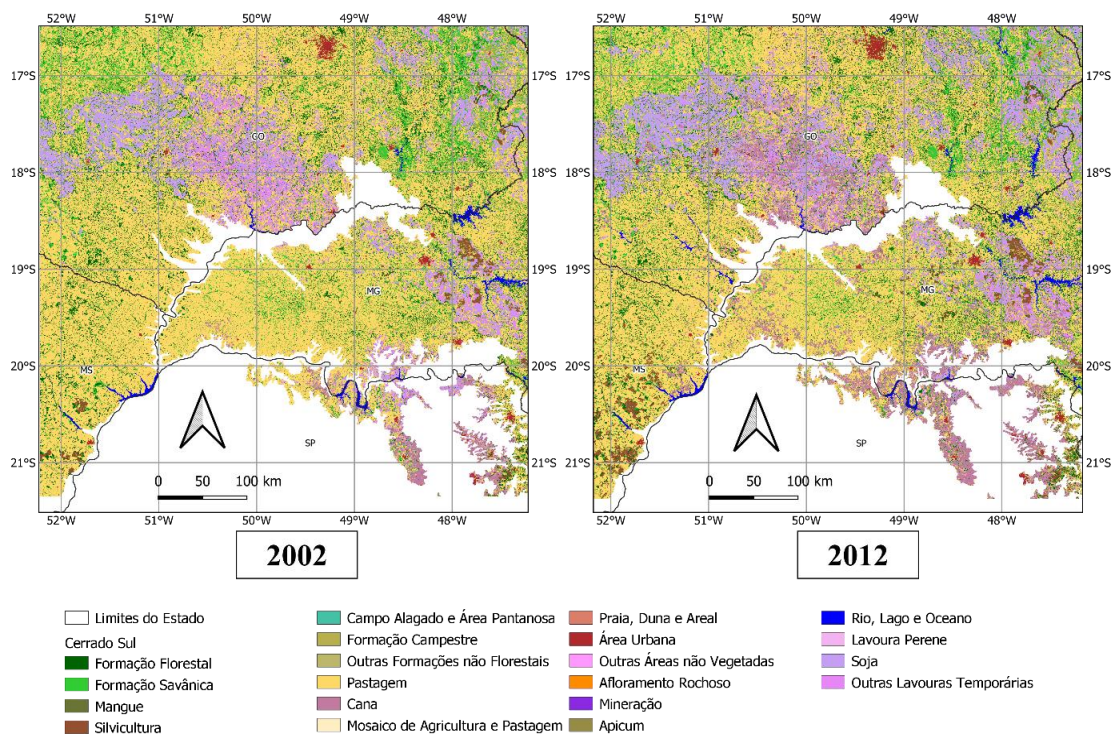 52°W 51°W 50°W 49°W 48°W
52°W 51°W 50°W 49°W 48°W
17°S 17°S 17°S
GO GO
18°S 18°S 18°S
19°S 19°S 19°S
MG MG
20°S 20°S 20°S
MS MS
SP SP
21°S 21°S 21°S
0 50 100 km
0 50 100 km
52°W 51°W 50°W 49°W 48°W
52°W 51°W 50°W 49°W 48°W
2002
2012
Limites do Estado
Cerrado Sul
Formação Florestal
Formação Savânica
Mangue
Silvicultura
Campo Alagado e Área Pantanosa
Formação Campestre
Outras Formações não Florestais
Pastagem
Cana
Mosaico de Agricultura e Pastagem
Praia, Duna e Areal
Área Urbana
Outras Áreas não Vegetadas
Afloramento Rochoso
Mineração
Apicum
Rio, Lago e Oceano
Lavoura Perene
Soja
Outras Lavouras Temporárias